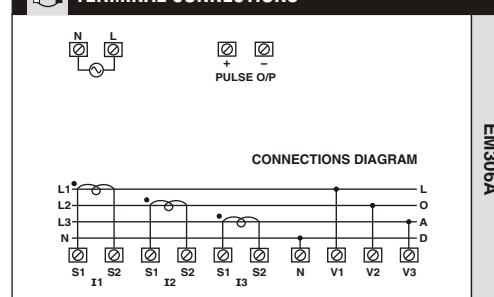 TERMINAL CONNECTIONS
N L
+ −
PULSE O/P
CONNECTIONS DIAGRAM
L1 L
L2 O
L3 A
N D
S1 S2 S1 S2 S1 S2 N V1 V2 V3
I1 I2 I3
EM306A